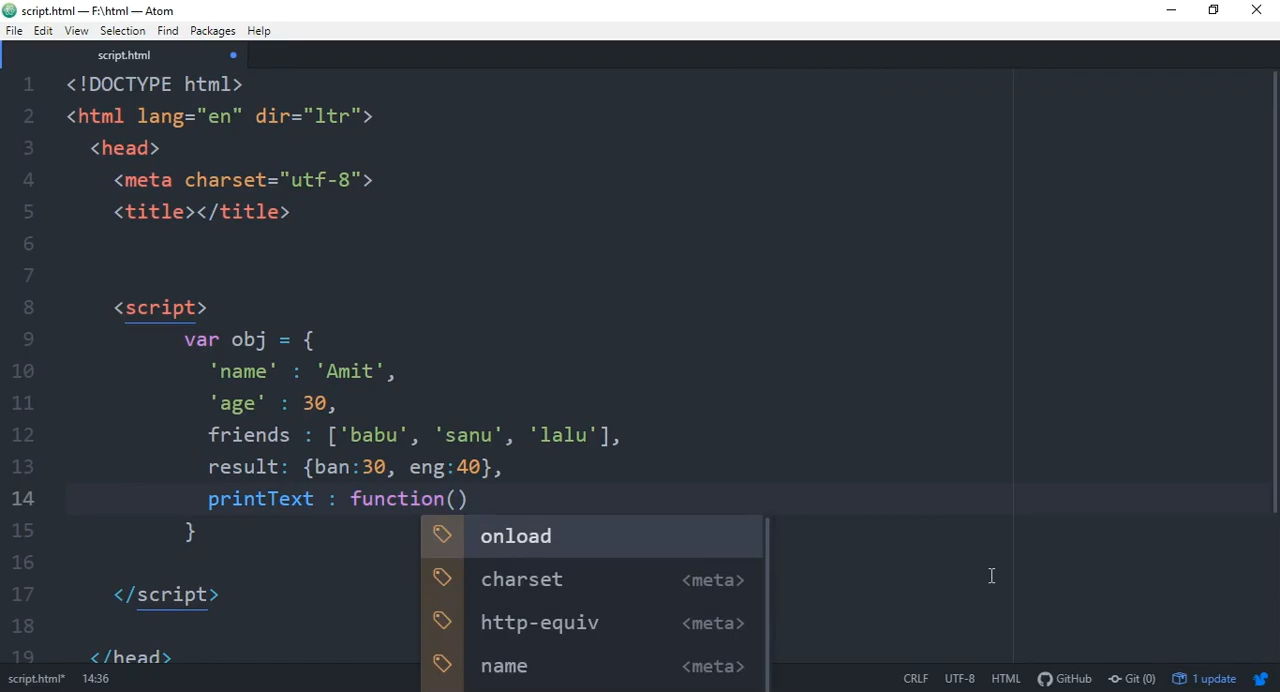 script.html — F:\html — Atom
File Edit View Selection Find Packages Help
script.html
1 <!DOCTYPE html>
2 <html lang="en" dir="ltr">
3 <head>
4 <meta charset="utf-8">
5 <title></title>
6
7
8 <script>
9 var obj = {
10 'name' : 'Amit',
11 'age' : 30,
12 friends : ['babu', 'sanu', 'lalu'],
13 result: {ban:30, eng:40},
14 printText : function()
15 }
onload
16
charset <meta>
17 </script>
http-equiv <meta>
18
19 </head>
name <meta>
script.html* 14:36 CRLF UTF-8 HTML GitHub Git (0) 1 update